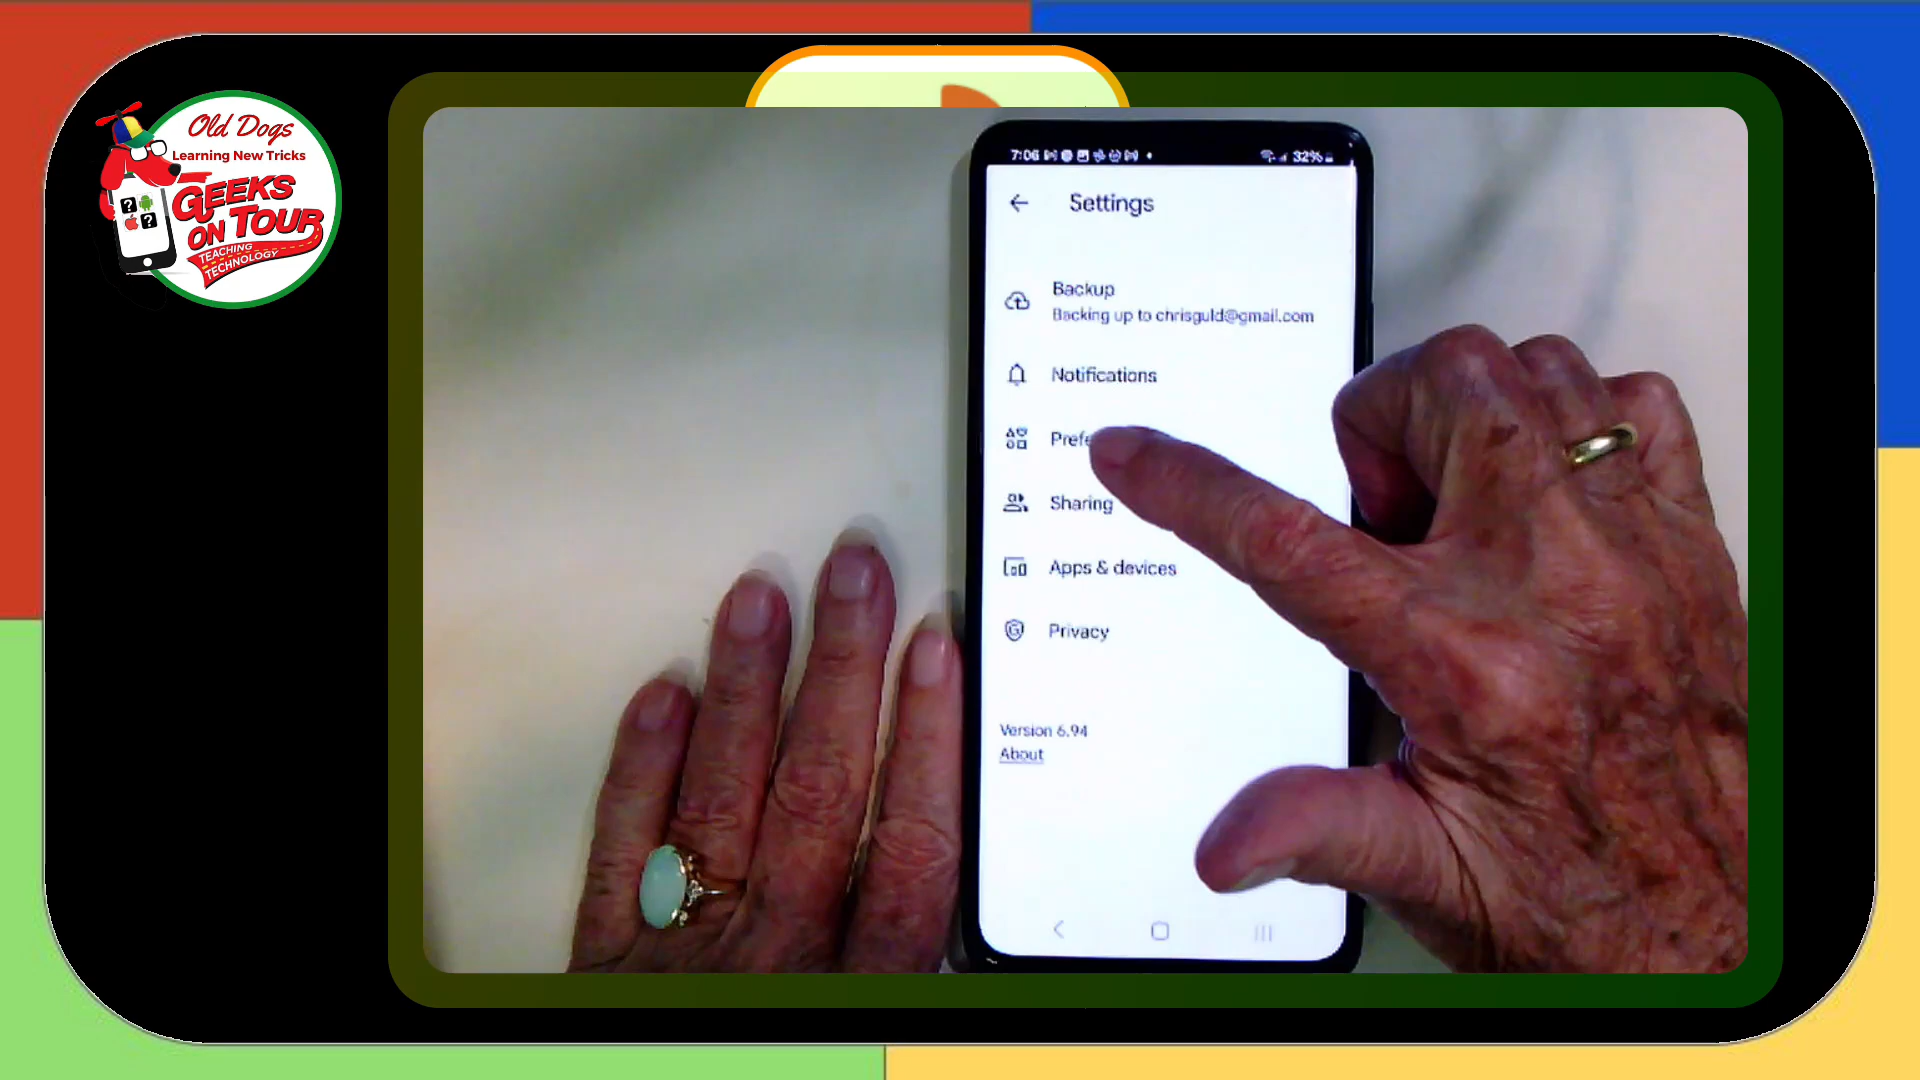 Old Dogs
Learning New Tricks
GEEKS
ON TOUR
TEACHING
TECHNOLOGY
? 
?
7:06
32%
Settings
Backup
Backing up to chrisguld@gmail.com
Notifications
Prefe
Sharing
Apps & devices
Privacy
Version 6.94
About